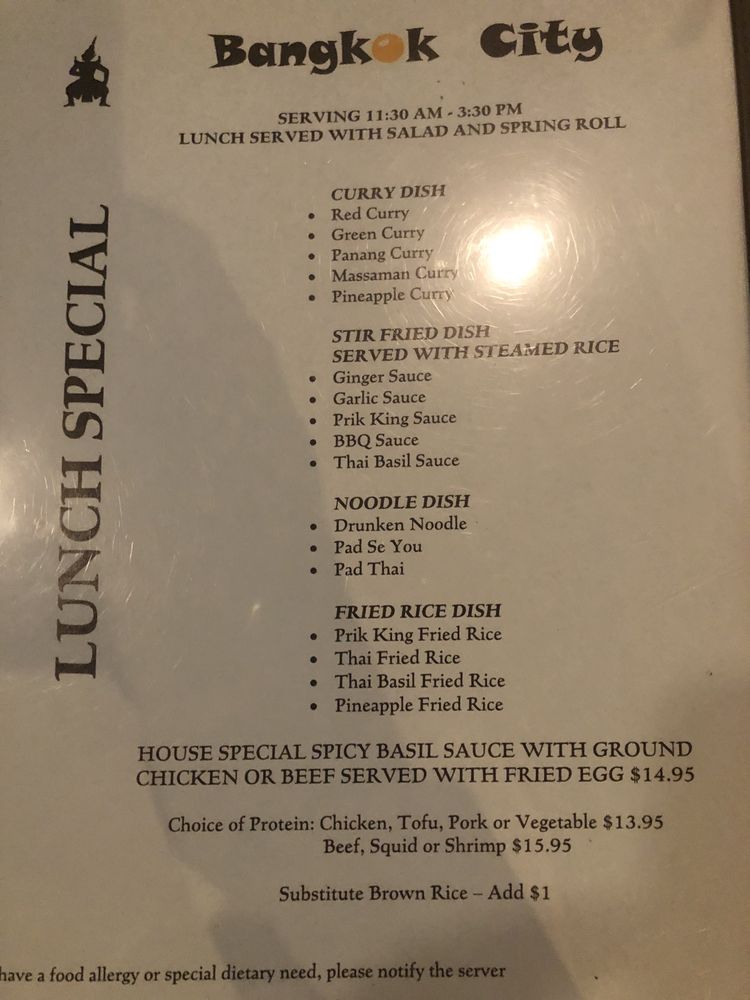 Bangkok City
SERVING 11:30 AM - 3:30 PM
LUNCH SERVED WITH SALAD AND SPRING ROLL
LUNCH SPECIAL
CURRY DISH
• Red Curry
• Green Curry
• Panang Curry
• Massaman Curry
• Pineapple Curry
STIR FRIED DISH
SERVED WITH STEAMED RICE
• Ginger Sauce
• Garlic Sauce
• Prik King Sauce
• BBQ Sauce
• Thai Basil Sauce
NOODLE DISH
• Drunken Noodle
• Pad Se You
• Pad Thai
FRIED RICE DISH
• Prik King Fried Rice
• Thai Fried Rice
• Thai Basil Fried Rice
• Pineapple Fried Rice
HOUSE SPECIAL SPICY BASIL SAUCE WITH GROUND
CHICKEN OR BEEF SERVED WITH FRIED EGG $14.95
Choice of Protein: Chicken, Tofu, Pork or Vegetable $13.95
Beef, Squid or Shrimp $15.95
Substitute Brown Rice – Add $1
have a food allergy or special dietary need, please notify the server